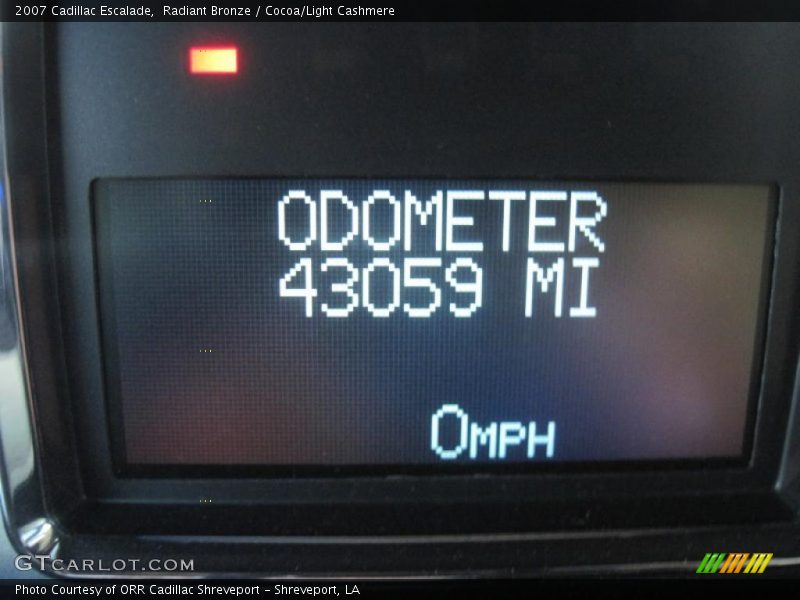 2007 Cadillac Escalade,  Radiant Bronze / Cocoa/Light Cashmere
ODOMETER
43059 MI
0MPH
GTCARLOT.COM
Photo Courtesy of ORR Cadillac Shreveport - Shreveport, LA